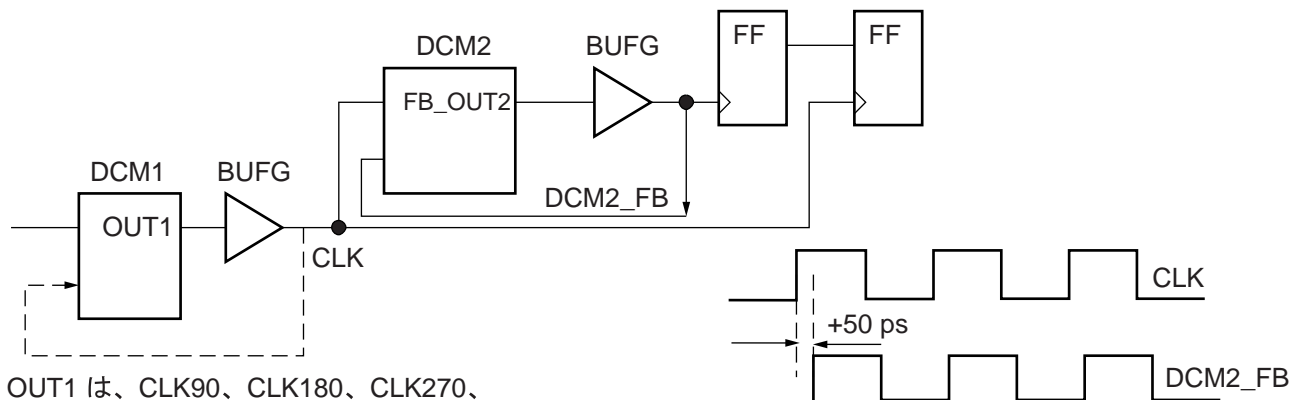 FF
FF
DCM2
BUFG
FB_OUT2
DCM1
BUFG
DCM2_FB
OUT1
CLK
CLK
+50 ps
DCM2_FB
OUT1 は、CLK90、CLK180、CLK270、